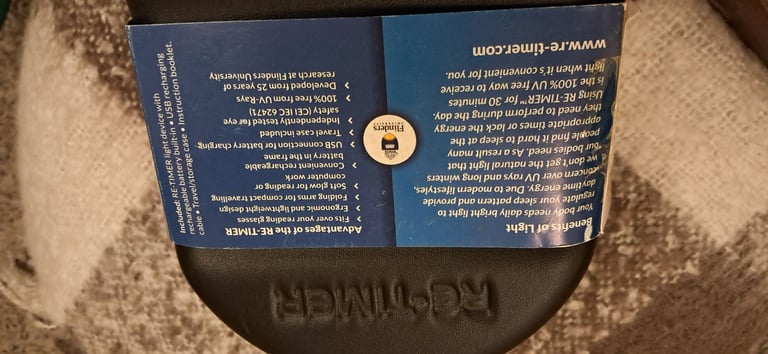 Benefits of Light
Your body needs daily bright light to
regulate your sleep pattern and provide
daytime energy. Due to modern lifestyles,
concern over UV rays and long winters
we don't get the natural light that
our bodies need. As a result many
people find it hard to sleep at the
appropriate times or lack the energy
they need to perform during the day.
Using RE-TIMER™ for 30 minutes
is the 100% UV free way to receive
light when it's convenient for you.
www.re-timer.com
Flinders
UNIVERSITY
Advantages of the RE-TIMER
> Fits over your reading glasses
> Ergonomic and lightweight design
> Folding arms for compact travelling
> Soft glow for reading or
computer work
> Convenient rechargeable
battery in the frame
> USB connection for battery charging.
Travel case included
> Independently tested for eye
safety (CEI IEC 62471)
> 100% free from UV-Rays
> Developed from 25 years of
research at Flinders University
Included: RE-TIMER light device with
rechargeable battery built-in • USB recharging
cable • Travel/storage case • Instruction booklet.
RE-TIMER